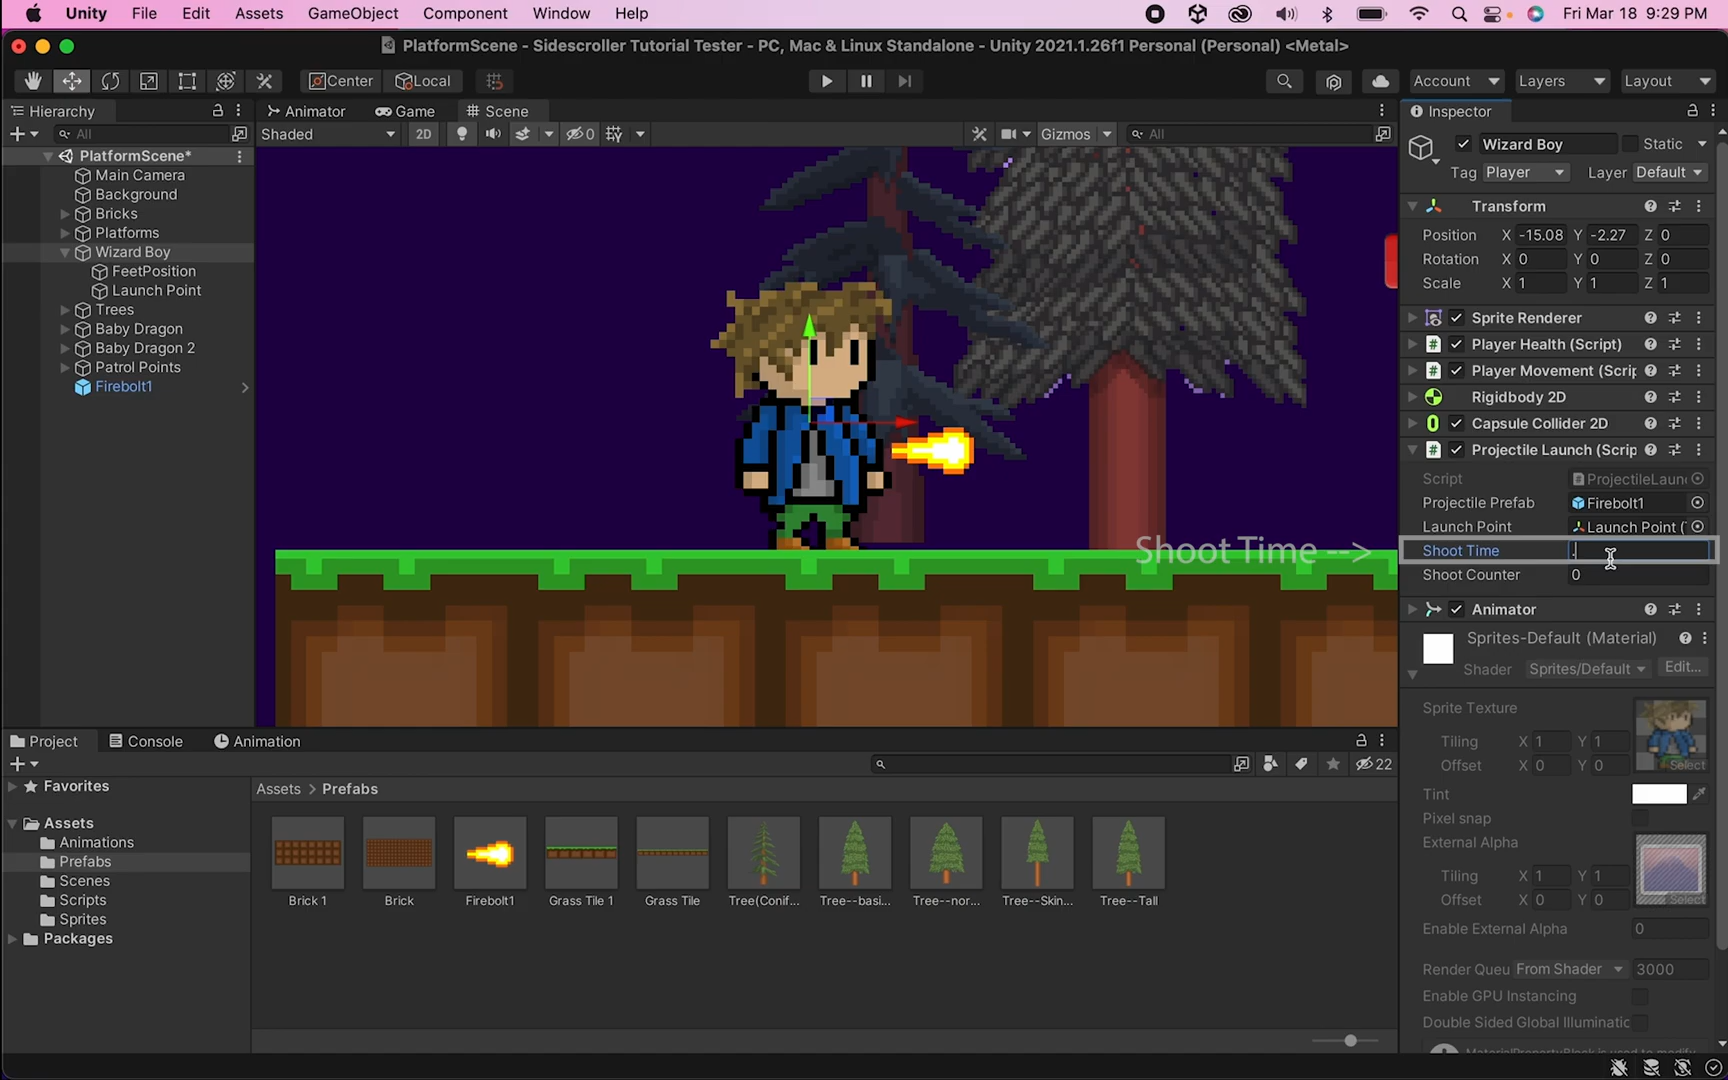 Unity File Edit Assets GameObject Component Window Help Fri Mar 18 9:29 PM
PlatformScene - Sidescroller Tutorial Tester - PC, Mac & Linux Standalone - Unity 2021.1.26f1 Personal (Personal) <Metal>
Center Local Account Layers Layout
Hierarchy
All
PlatformScene*
Main Camera
Background
Bricks
Platforms
Wizard Boy
FeetPosition
Launch Point
Trees
Baby Dragon
Baby Dragon 2
Patrol Points
Firebolt1
Animator Game Scene
Shaded 2D 0 Gizmos All
Shoot Time -->
Inspector
Wizard Boy Static
Tag Player Layer Default
Transform
Position X -15.08 Y -2.27 Z 0
Rotation X 0 Y 0 Z 0
Scale X 1 Y 1 Z 1
Sprite Renderer
Player Health (Script)
Player Movement (Scrip
Rigidbody 2D
Capsule Collider 2D
Projectile Launch (Scrip
Script ProjectileLaun
Projectile Prefab Firebolt1
Launch Point Launch Point (
Shoot Time .
Shoot Counter 0
Animator
Sprites-Default (Material)
Shader Sprites/Default Edit...
Sprite Texture
Tiling X 1 Y 1
Offset X 0 Y 0
Select
Tint
Pixel snap
External Alpha
Tiling X 1 Y 1
Offset X 0 Y 0
Select
Enable External Alpha 0
Render Queu From Shader 3000
Enable GPU Instancing
Double Sided Global Illuminatic
Project Console Animation
22
Favorites
Assets
Animations
Prefabs
Scenes
Scripts
Sprites
Packages
Assets > Prefabs
Brick 1 Brick Firebolt1 Grass Tile 1 Grass Tile Tree(Conif... Tree--basi... Tree--nor... Tree--Skin... Tree--Tall